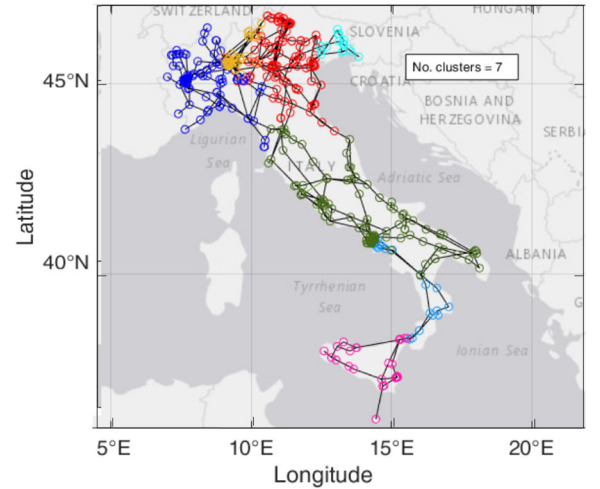 SWITZERLAND
HUNGARY
SLOVENIA
No. clusters = 7
45°N
CROATIA
BOSNIA AND
HERZEGOVINA
SERBI
Ligurian
Sea
ITALY
Adriatic Sea
Latitude
40°N
ALBANIA
Tyrrhenian
Sea
G
Ionian Sea
5°E
10°E
15°E
20°E
Longitude